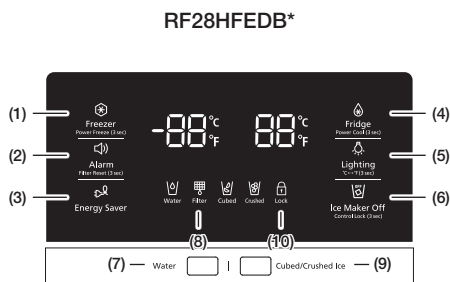 RF28HFEDB*
(1)
Freezer
Power Freeze (3 sec)
(2)
Alarm
Filter Reset (3 sec)
(3)
Energy Saver
-88 °C °F
88 °C °F
(4)
Fridge
Power Cool (3 sec)
(5)
Lighting
°C↔°F (3 sec)
(6)
Ice Maker Off
Control Lock (3 sec)
Water Filter Cubed Crushed Lock
(8) (10)
(7) Water Cubed/Crushed Ice (9)